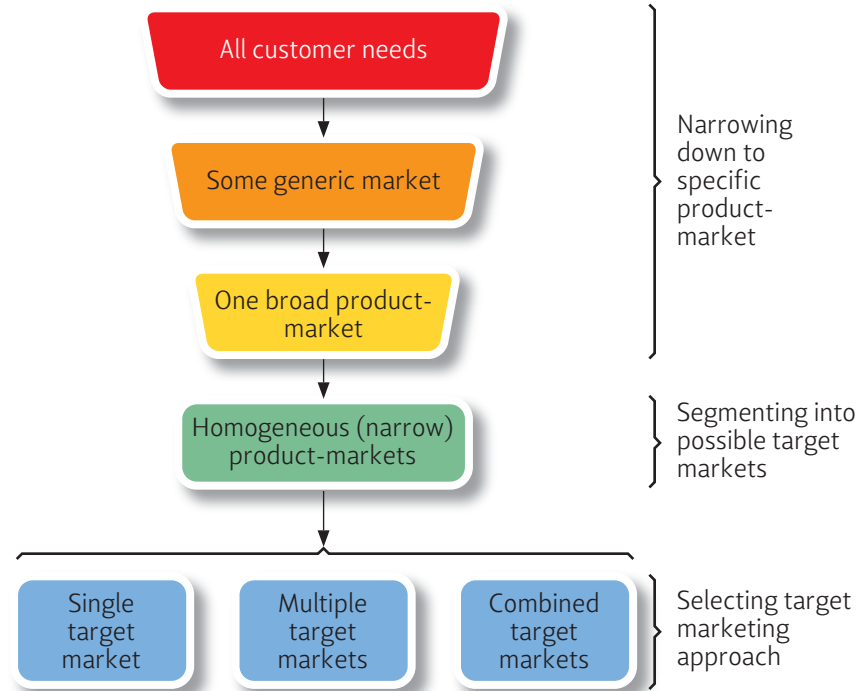 All customer needs
Some generic market
One broad product-
market
Narrowing
down to
specific
product-
market
Homogeneous (narrow)
product-markets
Segmenting into
possible target
markets
Single
target
market
Multiple
target
markets
Combined
target
markets
Selecting target
marketing
approach